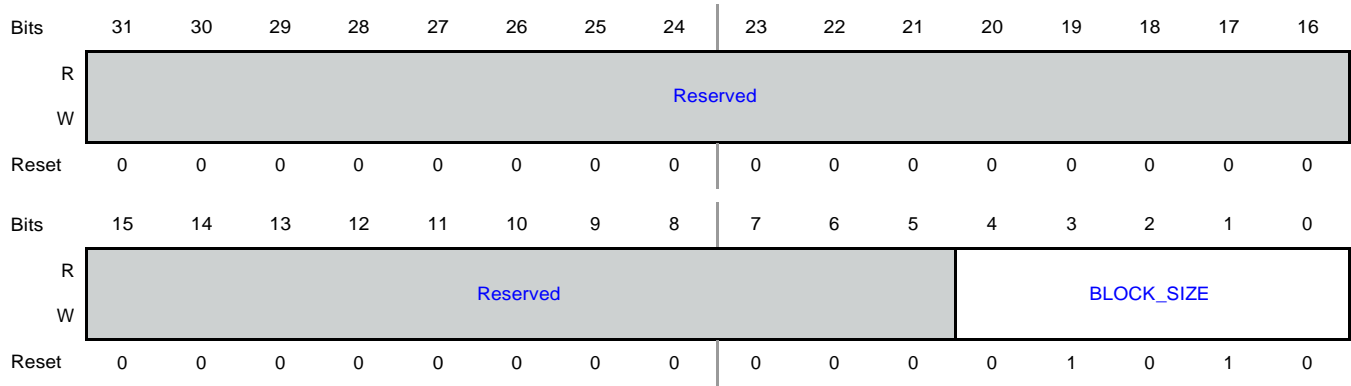 Bits 31 30 29 28 27 26 25 24 23 22 21 20 19 18 17 16
R
Reserved
W
Reset 0 0 0 0 0 0 0 0 0 0 0 0 0 0 0 0
Bits 15 14 13 12 11 10 9 8 7 6 5 4 3 2 1 0
R
Reserved BLOCK_SIZE
W
Reset 0 0 0 0 0 0 0 0 0 0 0 0 1 0 1 0